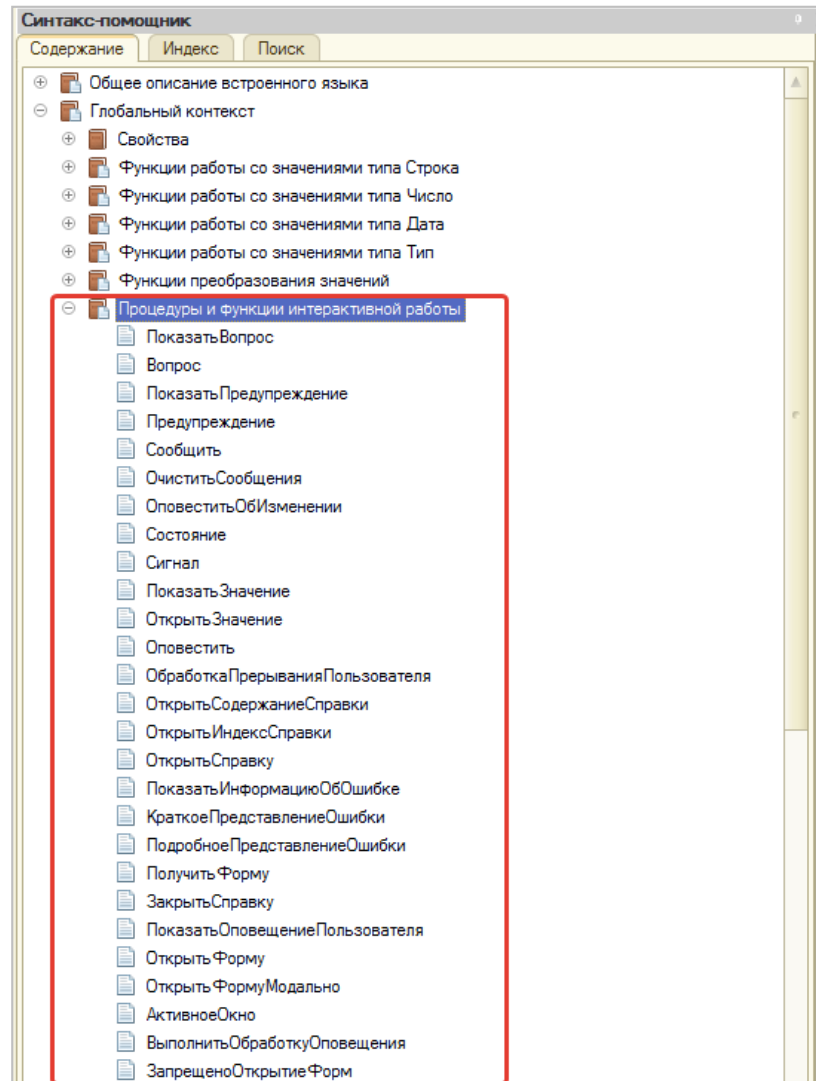 Синтакс-помощник
Содержание Индекс Поиск
Общее описание встроенного языка
Глобальный контекст
Свойства
Функции работы со значениями типа Строка
Функции работы со значениями типа Число
Функции работы со значениями типа Дата
Функции работы со значениями типа Тип
Функции преобразования значений
Процедуры и функции интерактивной работы
ПоказатьВопрос
Вопрос
ПоказатьПредупреждение
Предупреждение
Сообщить
ОчиститьСообщения
ОповеститьОбИзменении
Состояние
Сигнал
ПоказатьЗначение
ОткрытьЗначение
Оповестить
ОбработкаПрерыванияПользователя
ОткрытьСодержаниеСправки
ОткрытьИндексСправки
ОткрытьСправку
ПоказатьИнформациюОбОшибке
КраткоеПредставлениеОшибки
ПодробноеПредставлениеОшибки
ПолучитьФорму
ЗакрытьСправку
ПоказатьОповещениеПользователя
ОткрытьФорму
ОткрытьФормуМодально
АктивноеОкно
ВыполнитьОбработкуОповещения
ЗапрещеноОткрытиеФорм